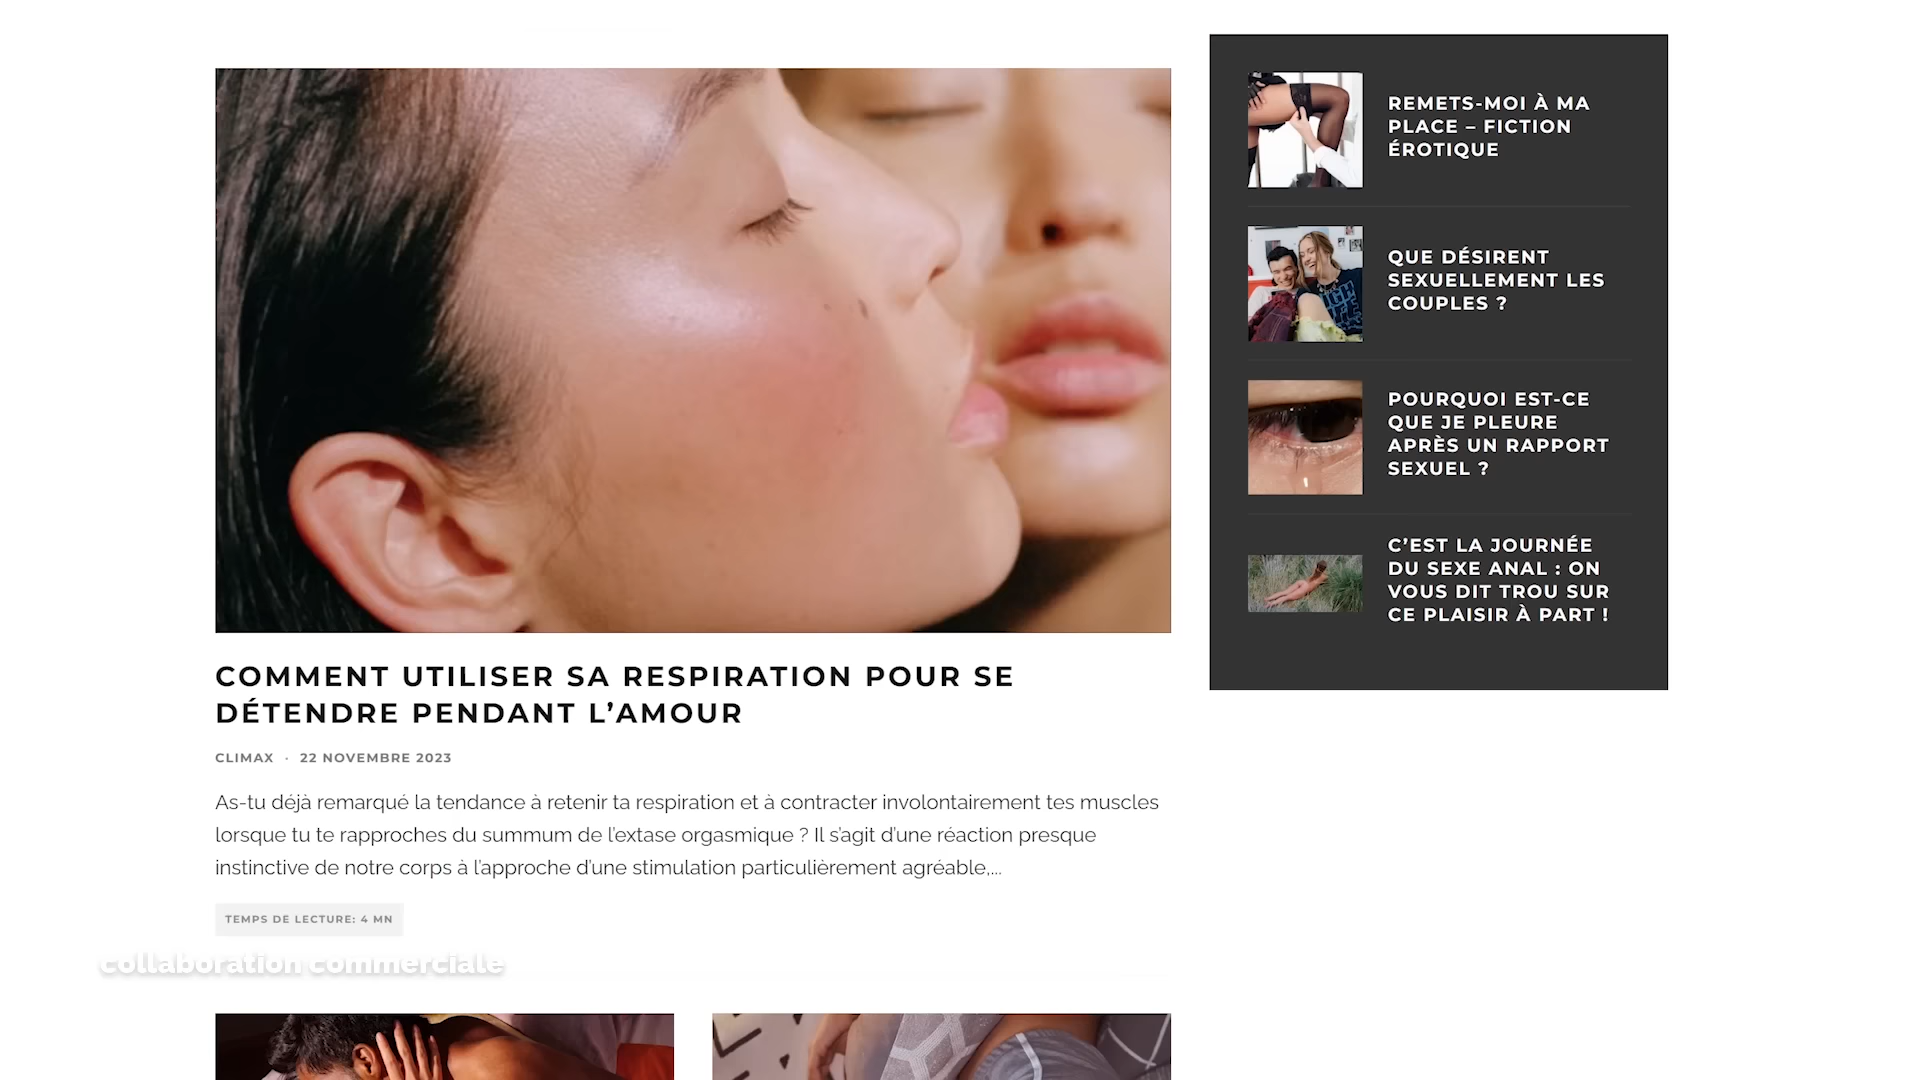 REMETS-MOI À MA
PLACE – FICTION
ÉROTIQUE
QUE DÉSIRENT
SEXUELLEMENT LES
COUPLES ?
POURQUOI EST-CE
QUE JE PLEURE
APRÈS UN RAPPORT
SEXUEL ?
C’EST LA JOURNÉE
DU SEXE ANAL : ON
VOUS DIT TROU SUR
CE PLAISIR À PART !
COMMENT UTILISER SA RESPIRATION POUR SE
DÉTENDRE PENDANT L’AMOUR
CLIMAX · 22 NOVEMBRE 2023
As-tu déjà remarqué la tendance à retenir ta respiration et à contracter involontairement tes muscles
lorsque tu te rapproches du summum de l’extase orgasmique ? Il s’agit d’une réaction presque
instinctive de notre corps à l’approche d’une stimulation particulièrement agréable,...
TEMPS DE LECTURE: 4 MN
collaboration commerciale